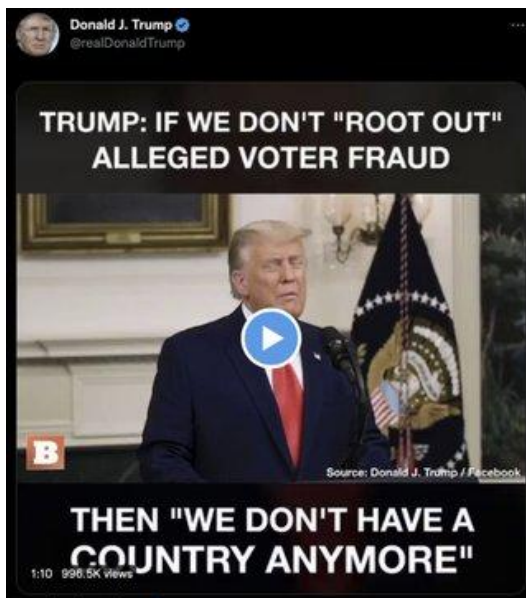 Donald J. Trump
@realDonaldTrump
TRUMP: IF WE DON'T "ROOT OUT"
ALLEGED VOTER FRAUD
B
Source: Donald J. Trump / Facebook
THEN "WE DON'T HAVE A
COUNTRY ANYMORE"
1:10 996.5K views